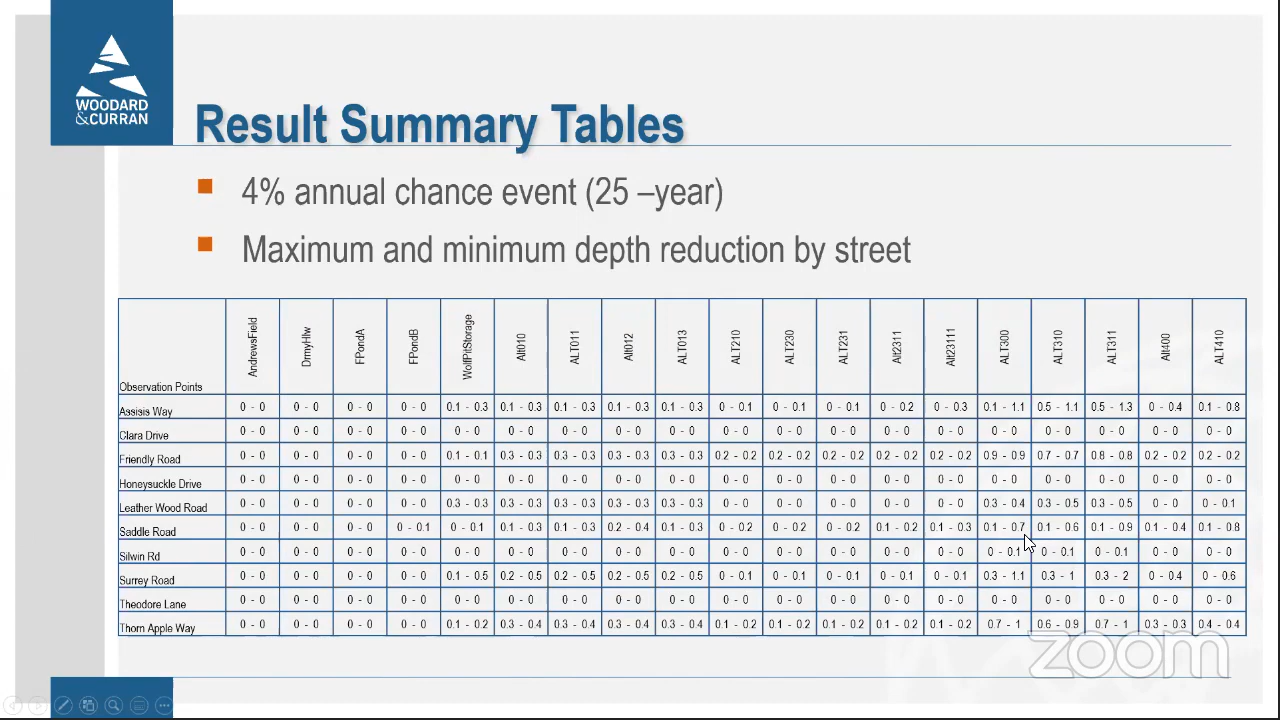 WOODARD
&CURRAN
Result Summary Tables
4% annual chance event (25 –year)
Maximum and minimum depth reduction by street
Observation Points AndrewsField DrmyHlw FPondA FPondB WolfPitStorage Alt010 ALT011 Alt012 ALT013 ALT210 ALT230 ALT231 Alt2311 Alt23111 ALT300 ALT310 ALT311 Alt400 ALT410
Assisis Way 0 - 0 0 - 0 0 - 0 0 - 0 0.1 - 0.3 0.1 - 0.3 0.1 - 0.3 0.1 - 0.3 0.1 - 0.3 0 - 0.1 0 - 0.1 0 - 0.1 0 - 0.2 0 - 0.3 0.1 - 1.1 0.5 - 1.1 0.5 - 1.3 0 - 0.4 0.1 - 0.8
Clara Drive 0 - 0 0 - 0 0 - 0 0 - 0 0 - 0 0 - 0 0 - 0 0 - 0 0 - 0 0 - 0 0 - 0 0 - 0 0 - 0 0 - 0 0 - 0 0 - 0 0 - 0 0 - 0 0 - 0
Friendly Road 0 - 0 0 - 0 0 - 0 0 - 0 0.1 - 0.1 0.3 - 0.3 0.3 - 0.3 0.3 - 0.3 0.3 - 0.3 0.2 - 0.2 0.2 - 0.2 0.2 - 0.2 0.2 - 0.2 0.2 - 0.2 0.9 - 0.9 0.7 - 0.7 0.8 - 0.8 0.2 - 0.2 0.2 - 0.2
Honeysuckle Drive 0 - 0 0 - 0 0 - 0 0 - 0 0 - 0 0 - 0 0 - 0 0 - 0 0 - 0 0 - 0 0 - 0 0 - 0 0 - 0 0 - 0 0 - 0 0 - 0 0 - 0 0 - 0 0 - 0
Leather Wood Road 0 - 0 0 - 0 0 - 0 0 - 0 0.3 - 0.3 0.3 - 0.3 0.3 - 0.3 0.3 - 0.3 0.3 - 0.3 0 - 0 0 - 0 0 - 0 0 - 0 0 - 0 0.3 - 0.4 0.3 - 0.5 0.3 - 0.5 0 - 0 0 - 0.1
Saddle Road 0 - 0 0 - 0 0 - 0 0 - 0.1 0 - 0.1 0.1 - 0.3 0.1 - 0.3 0.2 - 0.4 0.1 - 0.3 0 - 0.2 0 - 0.2 0 - 0.2 0.1 - 0.2 0.1 - 0.3 0.1 - 0.7 0.1 - 0.6 0.1 - 0.9 0.1 - 0.4 0.1 - 0.8
Silwin Rd 0 - 0 0 - 0 0 - 0 0 - 0 0 - 0 0 - 0 0 - 0 0 - 0 0 - 0 0 - 0 0 - 0 0 - 0 0 - 0 0 - 0 0 - 0.1 0 - 0.1 0 - 0.1 0 - 0 0 - 0
Surrey Road 0 - 0 0 - 0 0 - 0 0 - 0 0.1 - 0.5 0.2 - 0.5 0.2 - 0.5 0.2 - 0.5 0.2 - 0.5 0 - 0.1 0 - 0.1 0 - 0.1 0 - 0.1 0 - 0.1 0.3 - 1.1 0.3 - 1 0.3 - 2 0 - 0.4 0 - 0.6
Theodore Lane 0 - 0 0 - 0 0 - 0 0 - 0 0 - 0 0 - 0 0 - 0 0 - 0 0 - 0 0 - 0 0 - 0 0 - 0 0 - 0 0 - 0 0 - 0 0 - 0 0 - 0 0 - 0 0 - 0
Thorn Apple Way 0 - 0 0 - 0 0 - 0 0 - 0 0.1 - 0.2 0.3 - 0.4 0.3 - 0.4 0.3 - 0.4 0.3 - 0.4 0.1 - 0.2 0.1 - 0.2 0.1 - 0.2 0.1 - 0.2 0.1 - 0.2 0.7 - 1 0.6 - 0.9 0.7 - 1 0.3 - 0.3 0.4 - 0.4
zoom